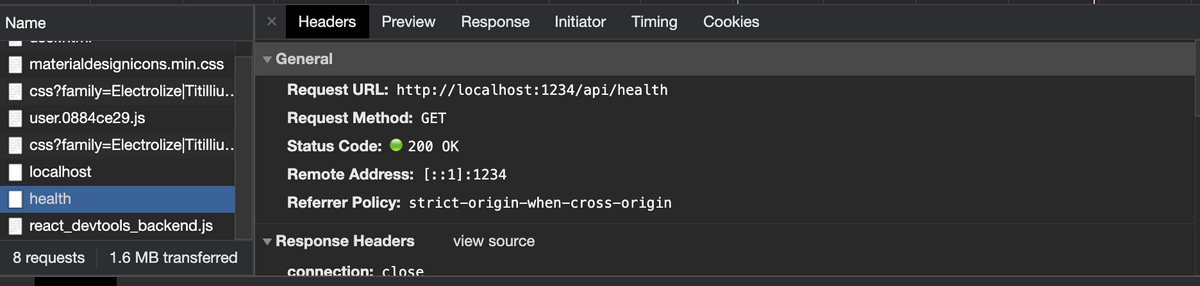 Name
materialdesignicons.min.css
css?family=Electrolize|Titilliu..
user.0884ce29.js
css?family=Electrolize|Titilliu..
localhost
health
react_devtools_backend.js
8 requests 1.6 MB transferred
Headers Preview Response Initiator Timing Cookies
General
Request URL: http://localhost:1234/api/health
Request Method: GET
Status Code: 200 OK
Remote Address: [::1]:1234
Referrer Policy: strict-origin-when-cross-origin
Response Headers view source
connection: close